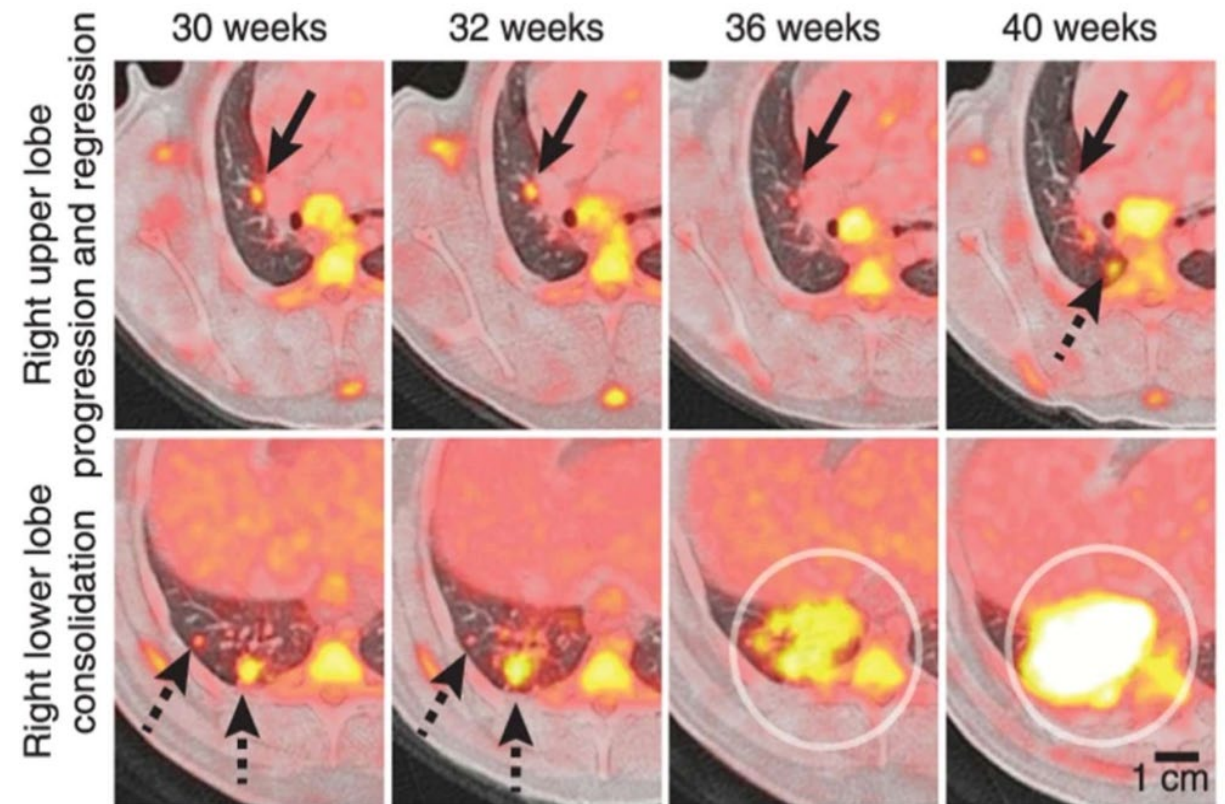 30 weeks
32 weeks
36 weeks
40 weeks
Right upper lobe
progression and regression
Right lower lobe
consolidation
1 cm